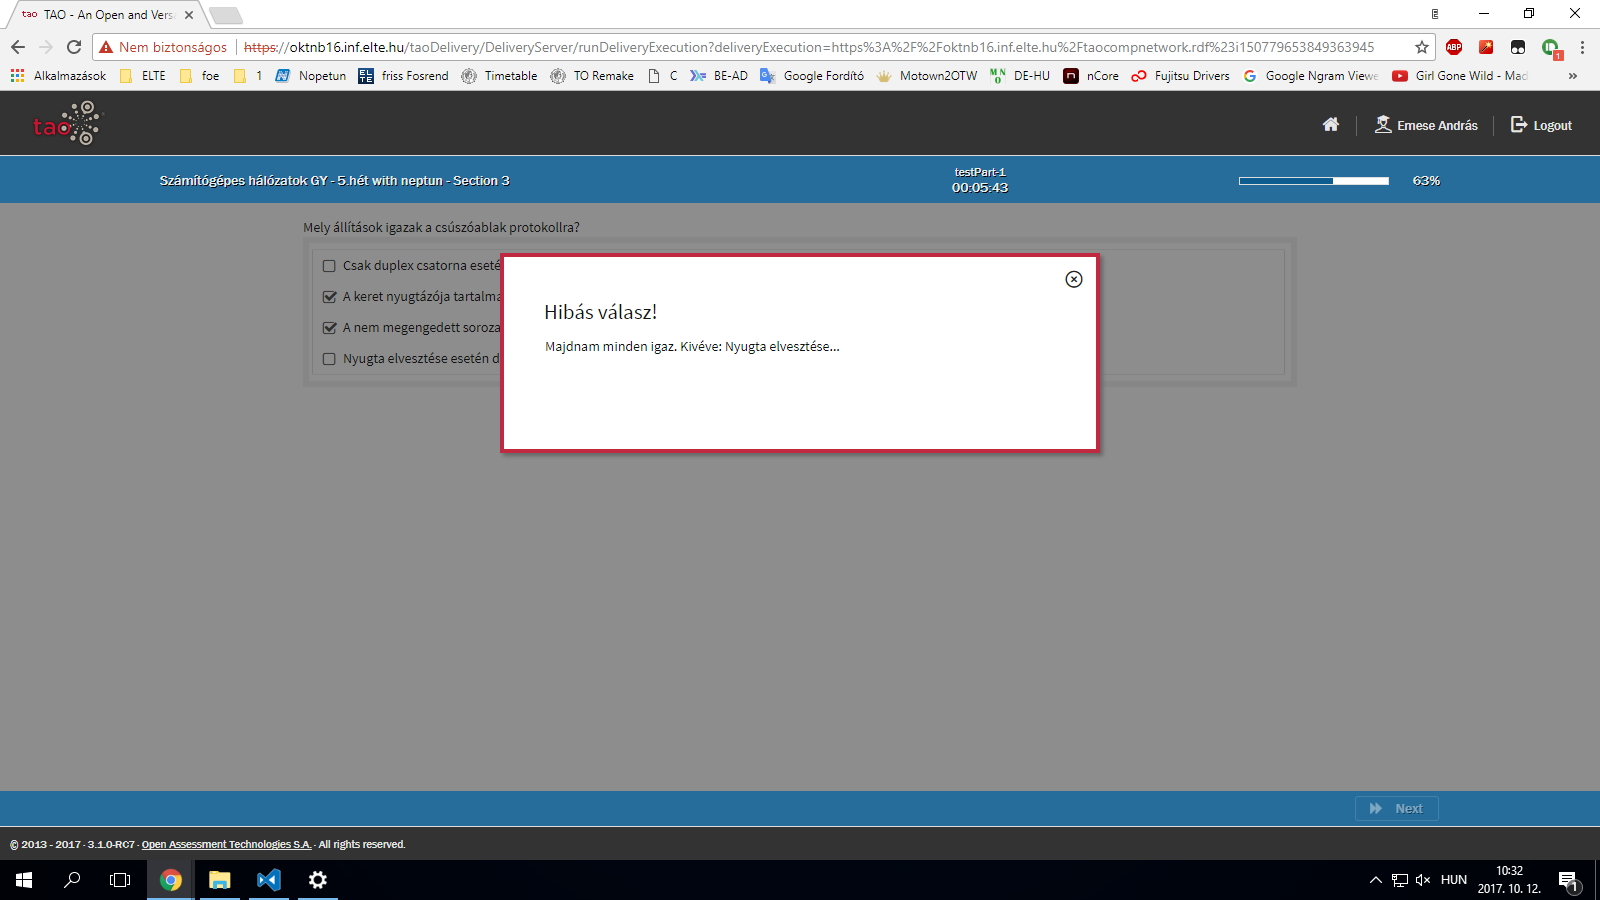 tao TAO - An Open and Versa
Nem biztonságos https://oktnb16.inf.elte.hu/taoDelivery/DeliveryServer/runDeliveryExecution?deliveryExecution=https%3A%2F%2Foktnb16.inf.elte.hu%2Ftaocompnetwork.rdf%23i150779653849363945 ABP 1
Alkalmazások ELTE foe 1 Nopetun friss Fosrend Timetable TO Remake C BE-AD Google Fordító Motown2OTW DE-HU nCore Fujitsu Drivers Google Ngram Viewe Girl Gone Wild - Mad »
tao Emese András Logout
Számítógépes hálózatok GY - 5.hét with neptun - Section 3 testPart-1 63%
00:05:43
Mely állítások igazak a csúszóablak protokollra?
Csak duplex csatorna eseté
A keret nyugtázója tartalma
A nem megengedett soroza
Nyugta elvesztése esetén d
Hibás válasz!
Majdnam minden igaz. Kivéve: Nyugta elvesztése...
Next
© 2013 - 2017 · 3.1.0-RC7 · Open Assessment Technologies S.A. · All rights reserved.
HUN 10:32
2017. 10. 12. 1